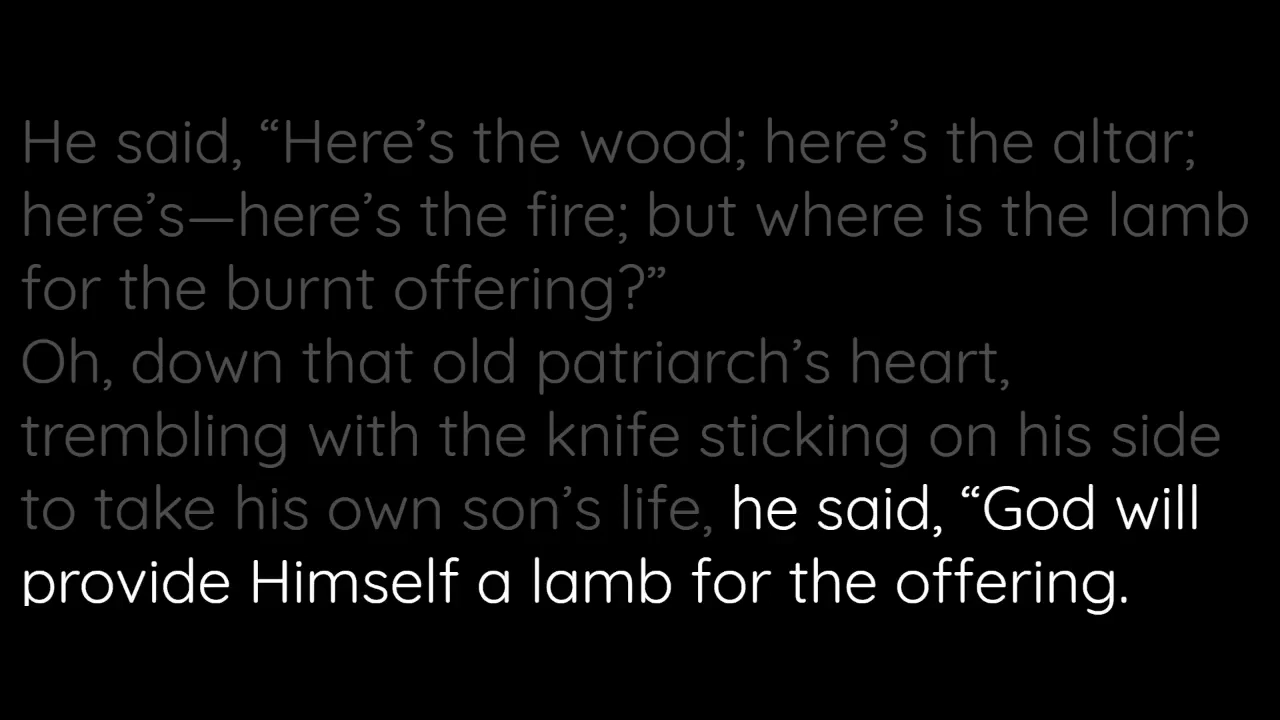 He said, “Here’s the wood; here’s the altar;
here’s—here’s the fire; but where is the lamb
for the burnt offering?”
Oh, down that old patriarch’s heart,
trembling with the knife sticking on his side
to take his own son’s life, he said, “God will
provide Himself a lamb for the offering.